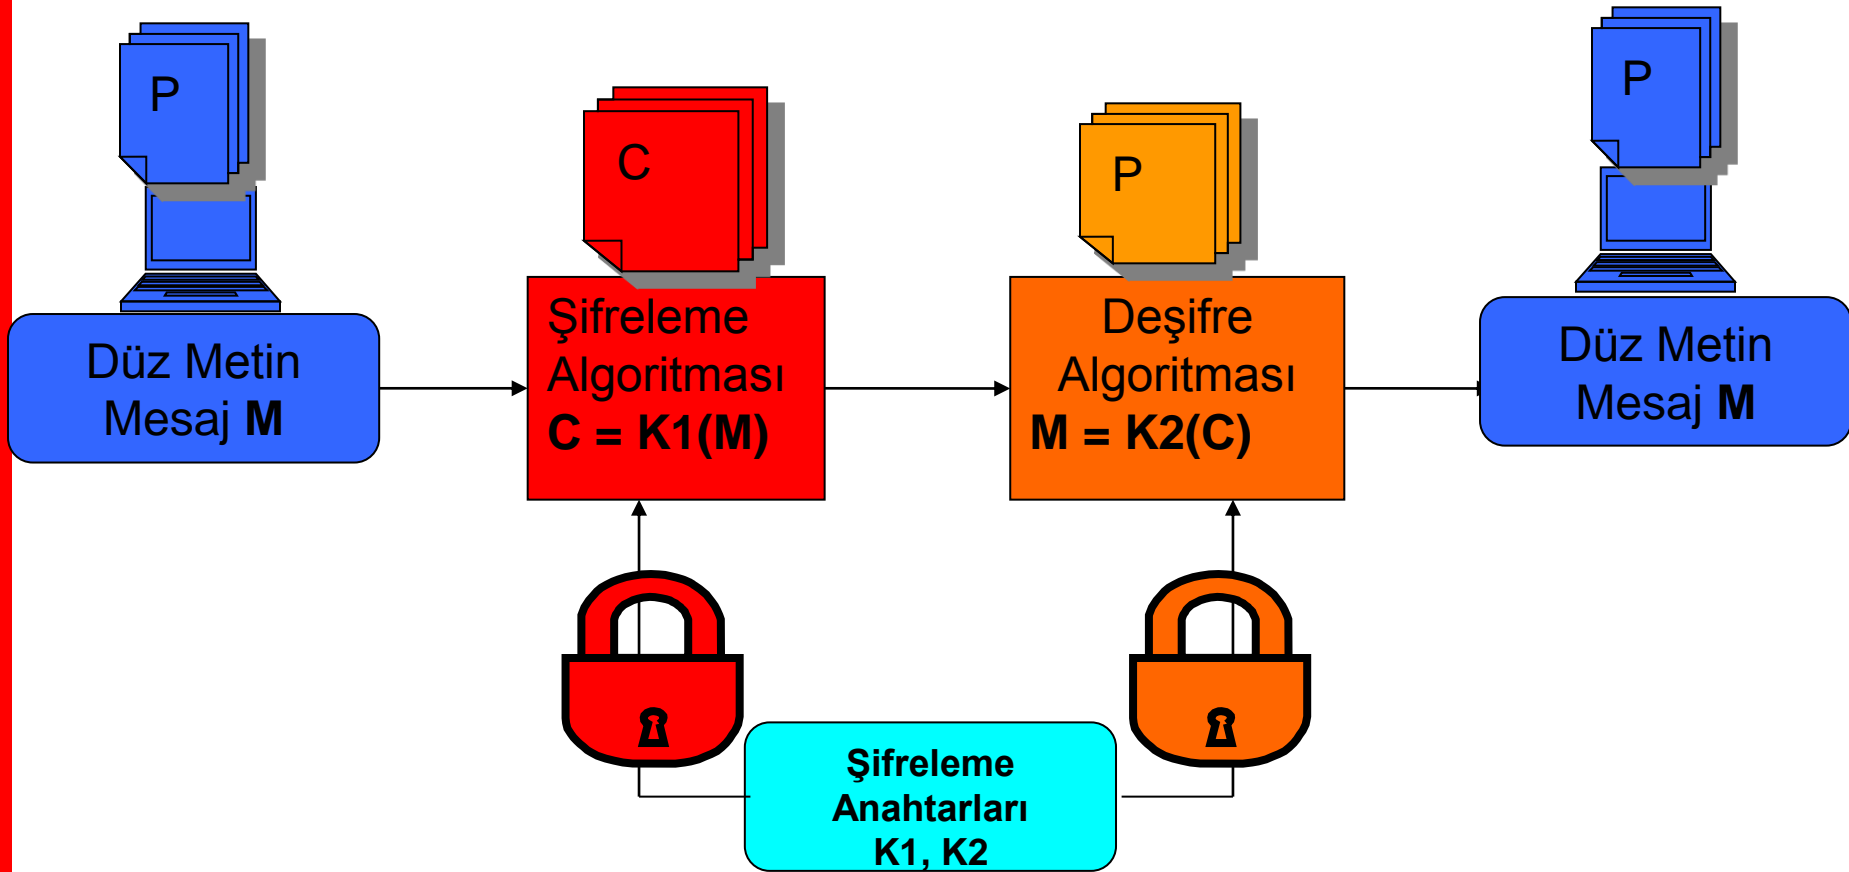 P
C
P
P
Düz Metin
Mesaj M
Şifreleme
Algoritması
C = K1(M)
Deşifre
Algoritması
M = K2(C)
Düz Metin
Mesaj M
Şifreleme
Anahtarları
K1, K2